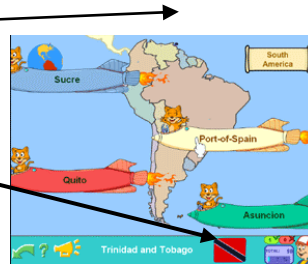 South
America
Sucre
Port-of-Spain
Quito
Asuncion
?
Trinidad and Tobago